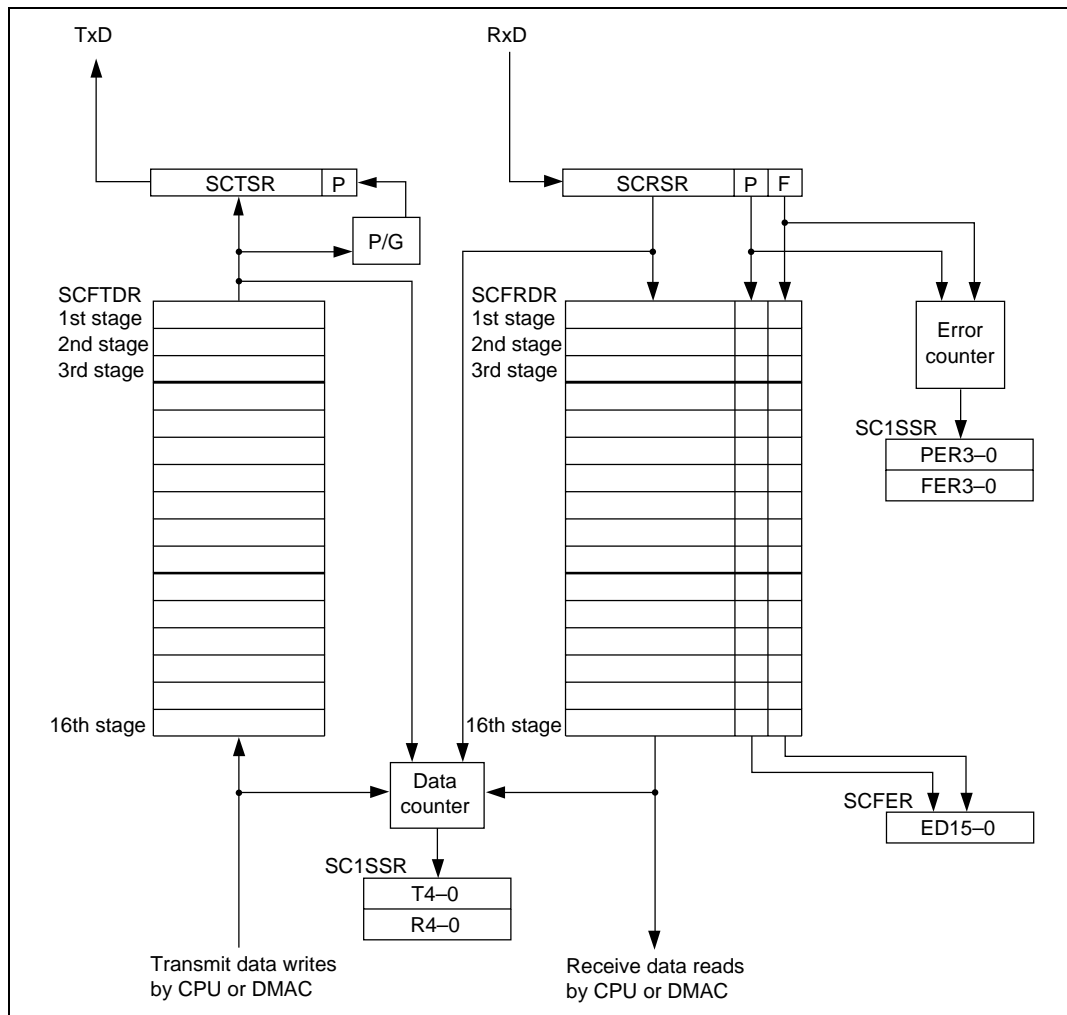 TxD
RxD
SCTSR
P
SCRSR
P
F
P/G
SCFTDR
1st stage
2nd stage
3rd stage
16th stage
SCFRDR
1st stage
2nd stage
3rd stage
16th stage
Error
counter
SC1SSR
PER3–0
FER3–0
Data
counter
SC1SSR
T4–0
R4–0
SCFER
ED15–0
Transmit data writes
by CPU or DMAC
Receive data reads
by CPU or DMAC